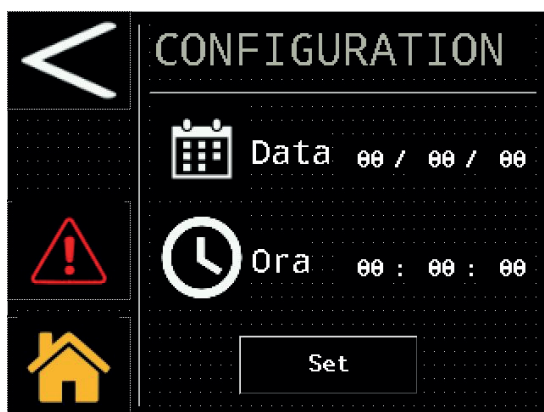 CONFIGURATION
Data 00 / 00 / 00
Ora 00 : 00 : 00
Set